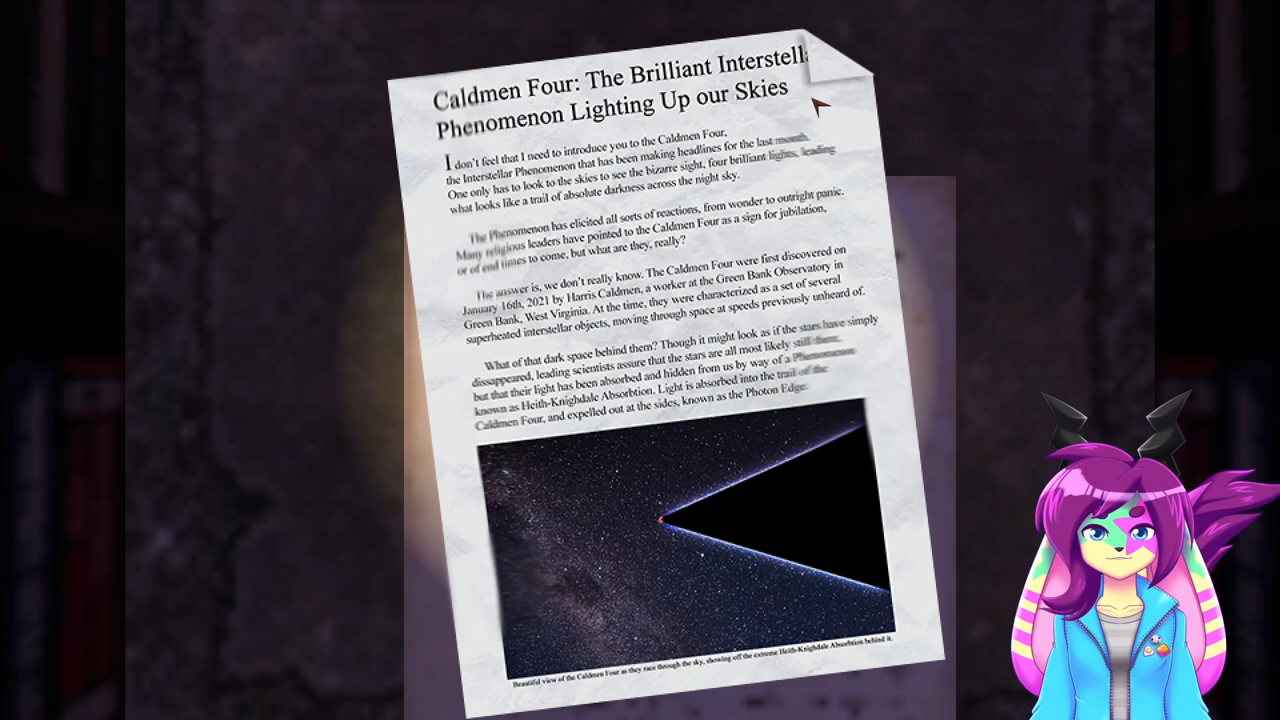 Caldmen Four: The Brilliant Interstella
Phenomenon Lighting Up our Skies
I don't feel that I need to introduce you to the Caldmen Four,
the Interstellar Phenomenon that has been making headlines for the last month.
One only has to look to the skies to see the bizarre sight, four brilliant lights, leading
what looks like a trail of absolute darkness across the night sky.
The Phenomenon has elicited all sorts of reactions, from wonder to outright panic.
Many religious leaders have pointed to the Caldmen Four as a sign for jubilation,
or of end times to come, but what are they, really?
The answer is, we don't really know. The Caldmen Four were first discovered on
January 16th, 2021 by Harris Caldmen, a worker at the Green Bank Observatory in
Green Bank, West Virginia. At the time, they were characterized as a set of several
superheated interstellar objects, moving through space at speeds previously unheard of.
What of that dark space behind them? Though it might look as if the stars have simply
dissappeared, leading scientists assure that the stars are all most likely still there,
but that their light has been absorbed and hidden from us by way of a Phenomenon
known as Heith-Knighdale Absorbtion. Light is absorbed into the trail of the
Caldmen Four, and expelled out at the sides, known as the Photon Edge.
Beautiful view of the Caldmen Four as they race through the sky, showing off the extreme Heith-Knighdale Absorbtion behind it.